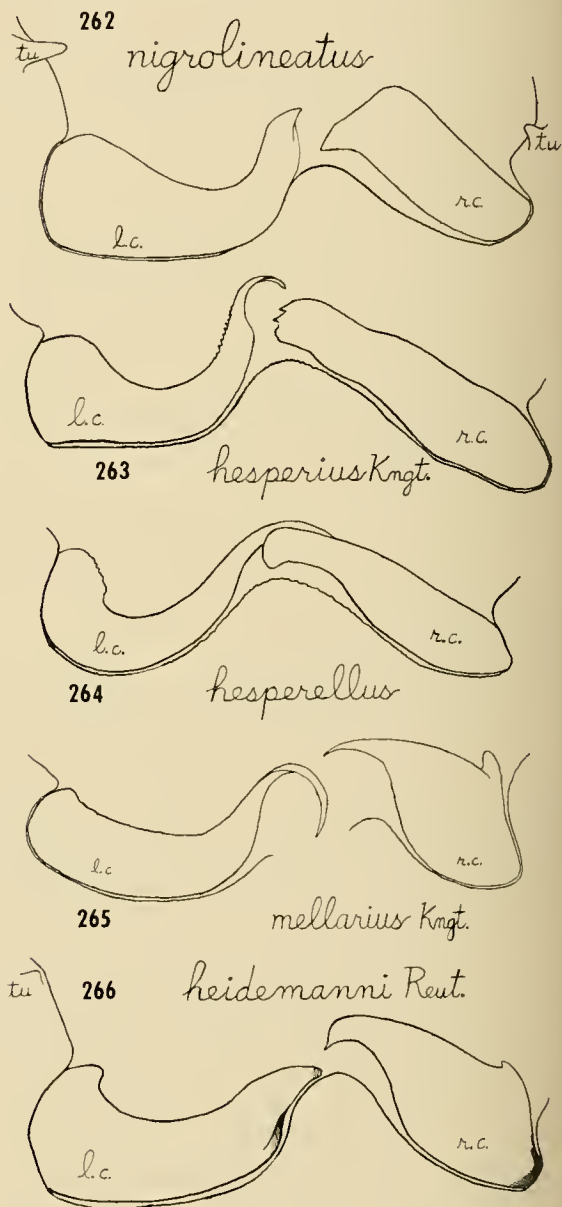 262
tu nigrolineatus
tu
l.c. r.c.
l.c. r.c.
263 hesperius Kngt.
l.c. r.c.
264 hesperellus
l.c r.c.
265 mellarius Kngt.
tu 266 heidemanni Reut.
l.c. r.c.